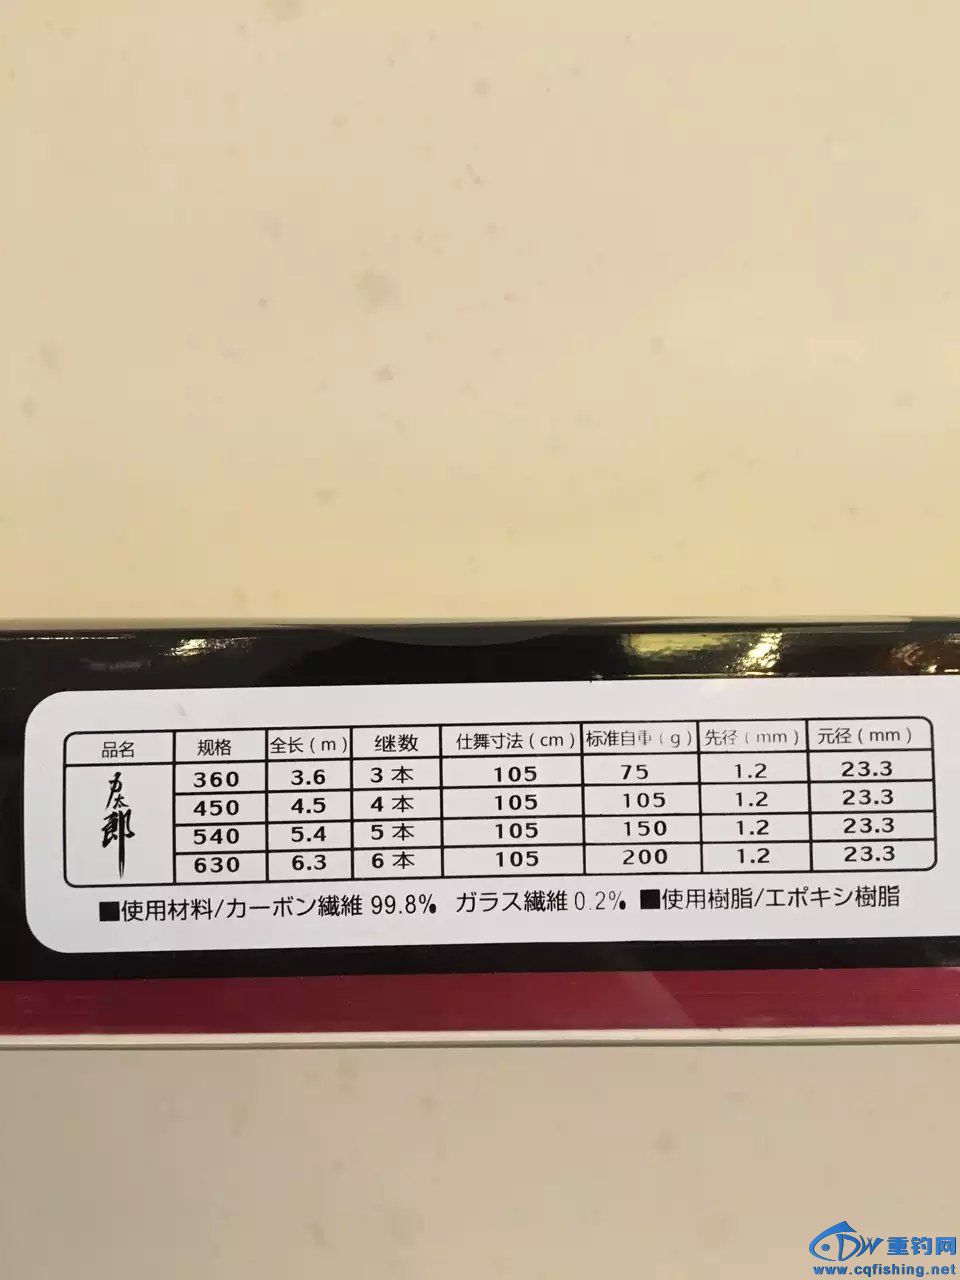 品名 规格 全长(m) 继数 仕舞寸法(cm) 标准自重(g) 先径(mm) 元径(mm)
力太郎
360 3.6 3本 105 75 1.2 23.3
450 4.5 4本 105 105 1.2 23.3
540 5.4 5本 105 150 1.2 23.3
630 6.3 6本 105 200 1.2 23.3
■使用材料/カーボン繊維 99.8% ガラス繊維 0.2% ■使用樹脂/エポキシ樹脂
DW 重钓网
www.cqfishing.net